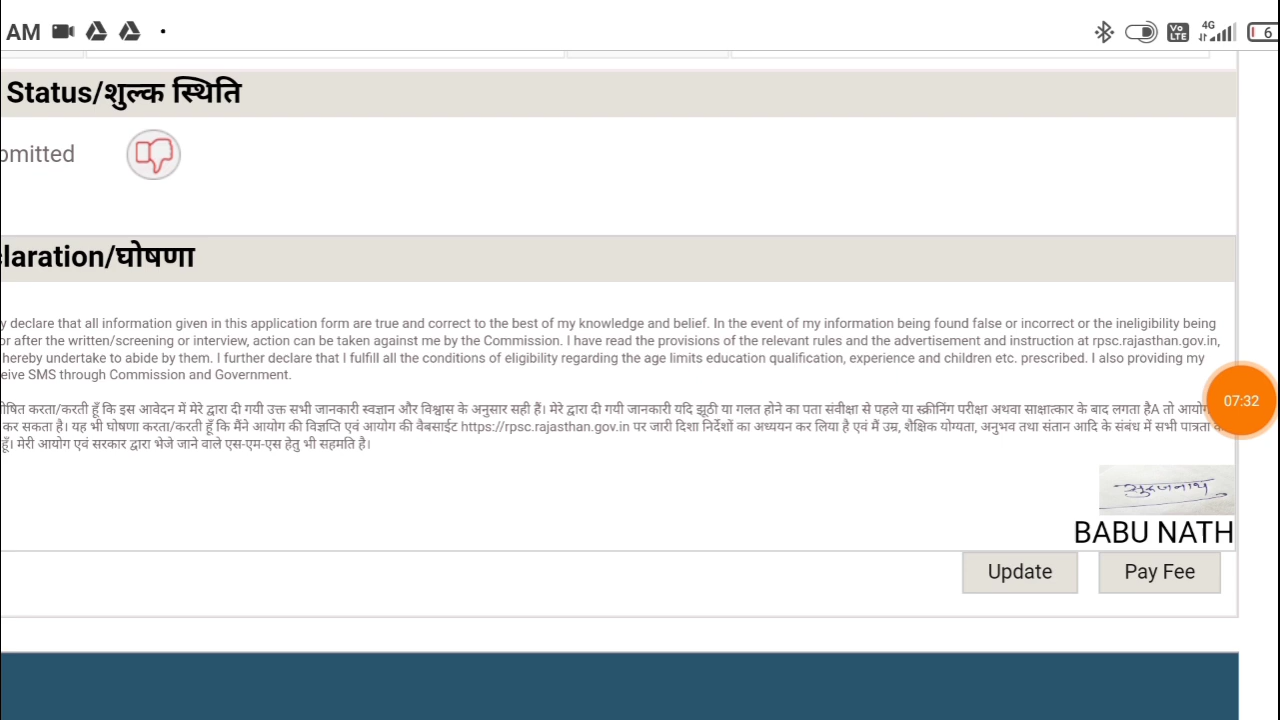 AM
Vo LTE 4G 6
Status/शुल्क स्थिति
omitted
claration/घोषणा
y declare that all information given in this application form are true and correct to the best of my knowledge and belief. In the event of my information being found false or incorrect or the ineligibility being
or after the written/screening or interview, action can be taken against me by the Commission. I have read the provisions of the relevant rules and the advertisement and instruction at rpsc.rajasthan.gov.in,
hereby undertake to abide by them. I further declare that I fulfill all the conditions of eligibility regarding the age limits education qualification, experience and children etc. prescribed. I also providing my
eive SMS through Commission and Government.
षित करता/करती हूँ कि इस आवेदन में मेरे द्वारा दी गयी उक्त सभी जानकारी स्वज्ञान और विश्वास के अनुसार सही हैं। मेरे द्वारा दी गयी जानकारी यदि झूठी या गलत होने का पता संवीक्षा से पहले या स्क्रीनिंग परीक्षा अथवा साक्षात्कार के बाद लगता हैA तो आयोग
कर सकता है। यह भी घोषणा करता/करती हूँ कि मैंने आयोग की विज्ञप्ति एवं आयोग की वैबसाईट https://rpsc.rajasthan.gov.in पर जारी दिशा निर्देशों का अध्ययन कर लिया है एवं मैं उम्र, शैक्षिक योग्यता, अनुभव तथा संतान आदि के संबंध में सभी पात्रता
हूँ। मेरी आयोग एवं सरकार द्वारा भेजे जाने वाले एस-एम-एस हेतु भी सहमति है।
07:32
सुरजनाथ
BABU NATH
Update Pay Fee